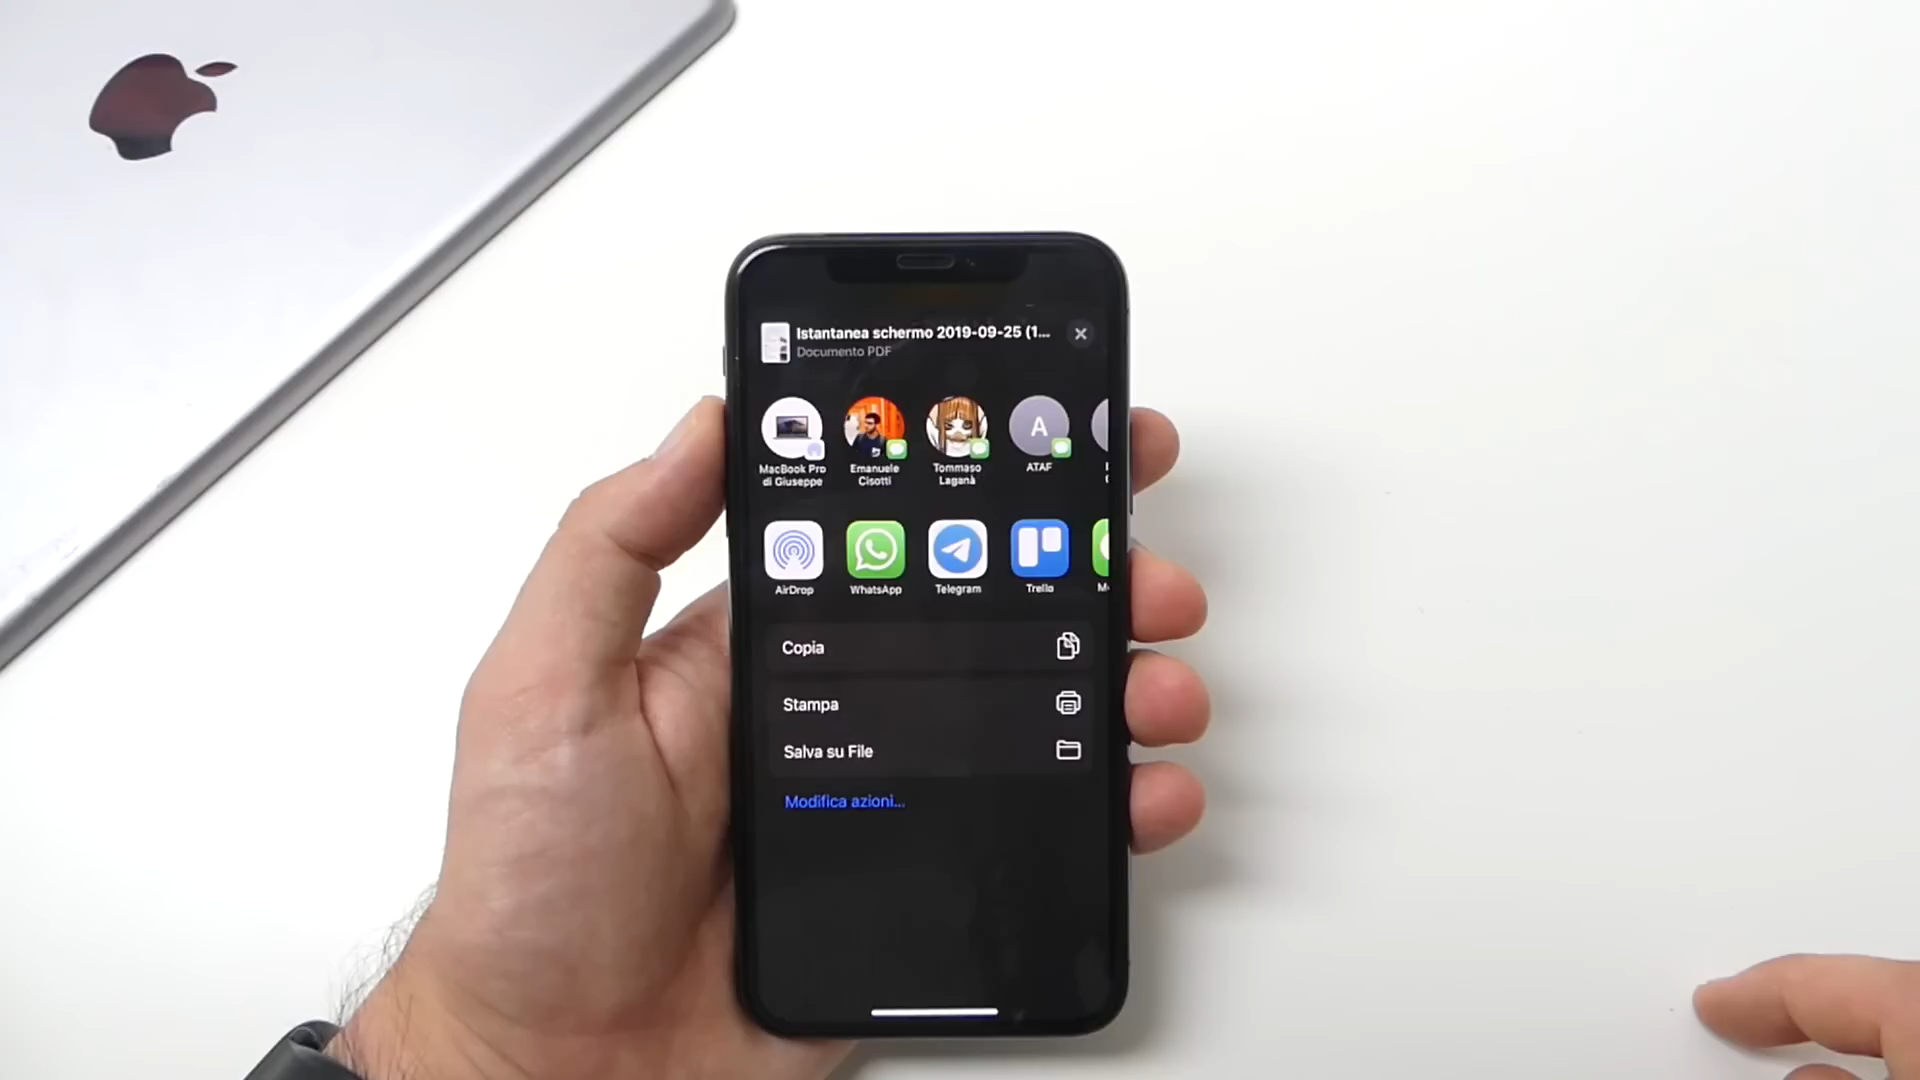 Istantanea schermo 2019-09-25 (1...
Documento PDF
MacBook Pro
di Giuseppe
Emanuele
Cisotti
Tommaso
Laganà
A
ATAF
AirDrop
WhatsApp
Telegram
Trello
Copia
Stampa
Salva su File
Modifica azioni...